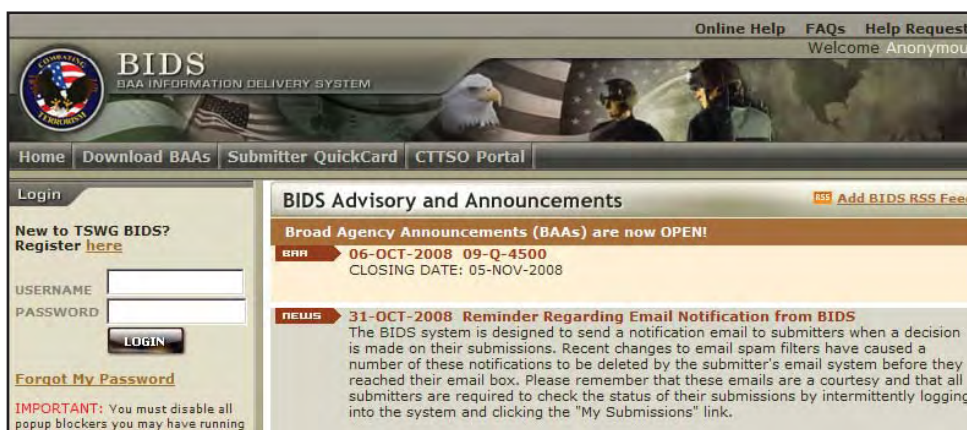 Online Help FAQs Help Request
Welcome Anonymou
COMBATING
TERRORISM
BIDS
BAA INFORMATION DELIVERY SYSTEM
Home Download BAAs Submitter QuickCard CTTSO Portal
Login
New to TSWG BIDS?
Register here
USERNAME
PASSWORD
LOGIN
Forgot My Password
IMPORTANT: You must disable all
popup blockers you may have running
BIDS Advisory and Announcements
RSS Add BIDS RSS Feed
Broad Agency Announcements (BAAs) are now OPEN!
BAA 06-OCT-2008 09-Q-4500
CLOSING DATE: 05-NOV-2008
NEWS 31-OCT-2008 Reminder Regarding Email Notification from BIDS
The BIDS system is designed to send a notification email to submitters when a decision
is made on their submissions. Recent changes to email spam filters have caused a
number of these notifications to be deleted by the submitter's email system before they
reached their email box. Please remember that these emails are a courtesy and that all
submitters are required to check the status of their submissions by intermittently logging
into the system and clicking the "My Submissions" link.